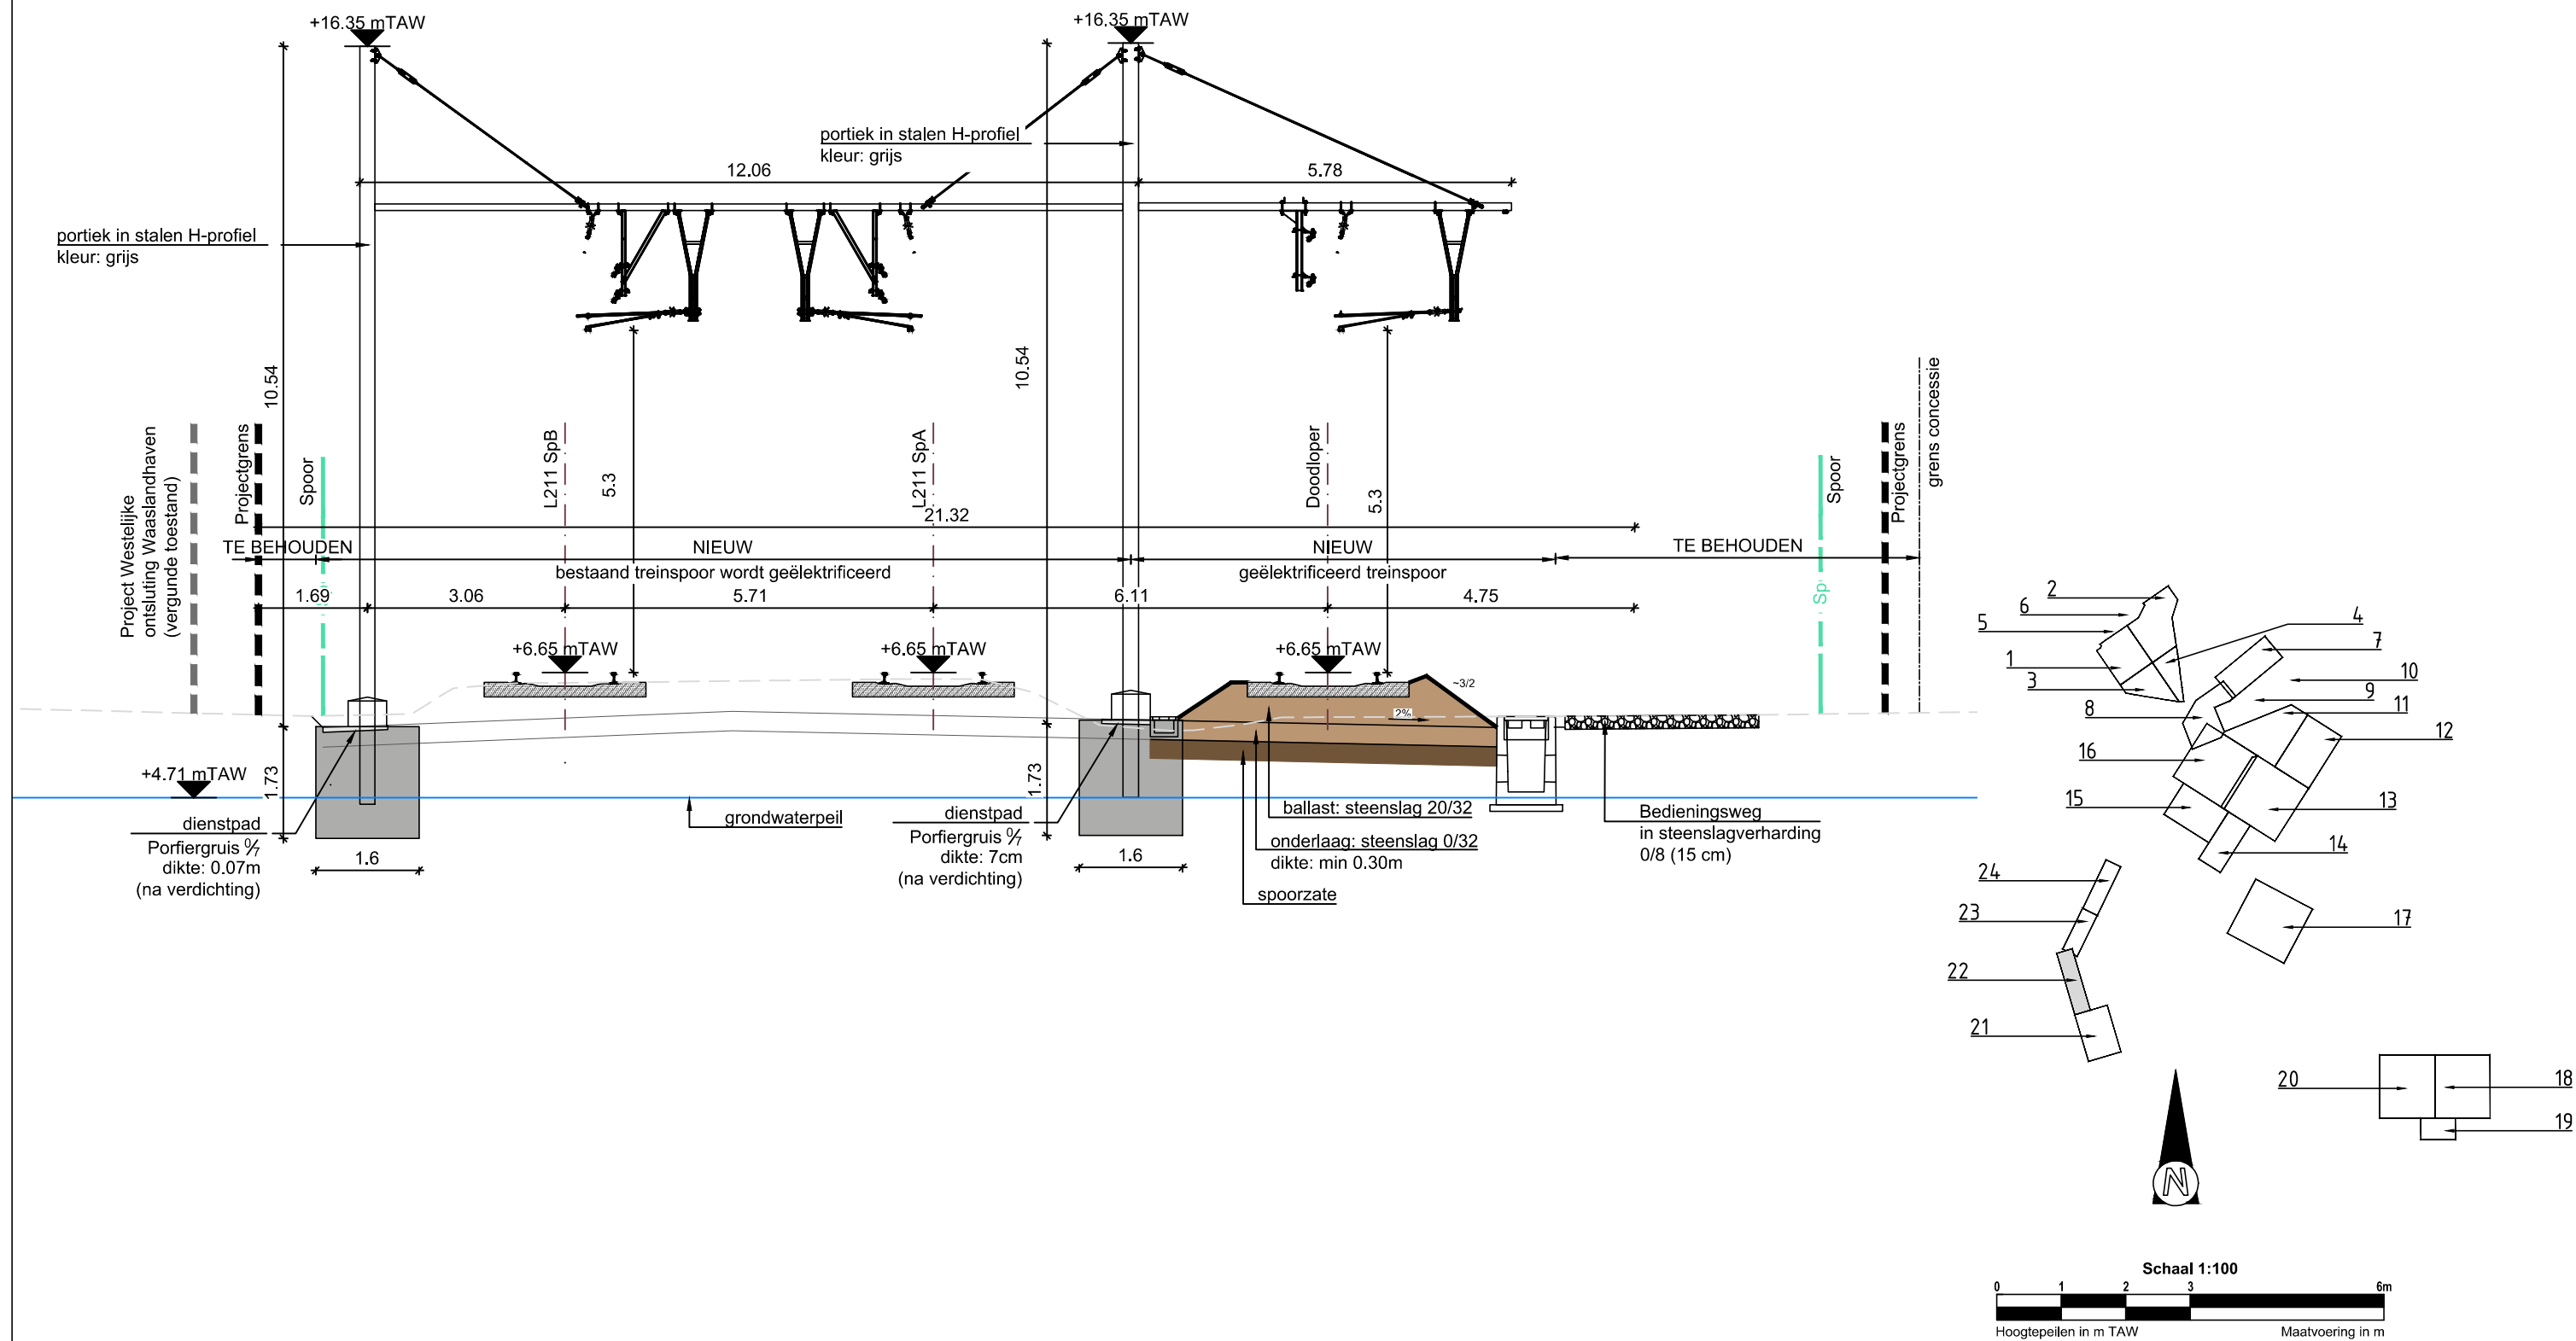 +16.35 mTAW
+16.35 mTAW
portiek in stalen H-profiel
kleur: grijs
12.06
5.78
portiek in stalen H-profiel
kleur: grijs
10.54
10.54
Project Westelijke
ontsluting Waaslandhaven
(vergunde toestand)
Projectgrens
Spoor
L211 SpB
5.3
L211 SpA
Doodloper
5.3
Spoor
Projectgrens
grens concessie
21.32
TE BEHOUDEN
NIEUW
NIEUW
TE BEHOUDEN
bestaand treinspoor wordt geëlektrificeerd
geëlektrificeerd treinspoor
Sp
1.69
3.06
5.71
6.11
4.75
+6.65 mTAW
+6.65 mTAW
+6.65 mTAW
~3/2
2%
+4.71 mTAW
1.73
1.73
grondwaterpeil
dienstpad
Porfiergruis 0/7
dikte: 0.07m
(na verdichting)
1.6
dienstpad
Porfiergruis 0/7
dikte: 7cm
(na verdichting)
1.6
ballast: steenslag 20/32
onderlaag: steenslag 0/32
dikte: min 0.30m
spoorzate
Bedieningsweg
in steenslagverharding
0/8 (15 cm)
2
6
4
5
7
1
10
3
9
8
11
12
16
15
13
14
24
23
17
22
21
20
18
19
N
Schaal 1:100
0 1 2 3 6m
Hoogtepeilen in m TAW
Maatvoering in m